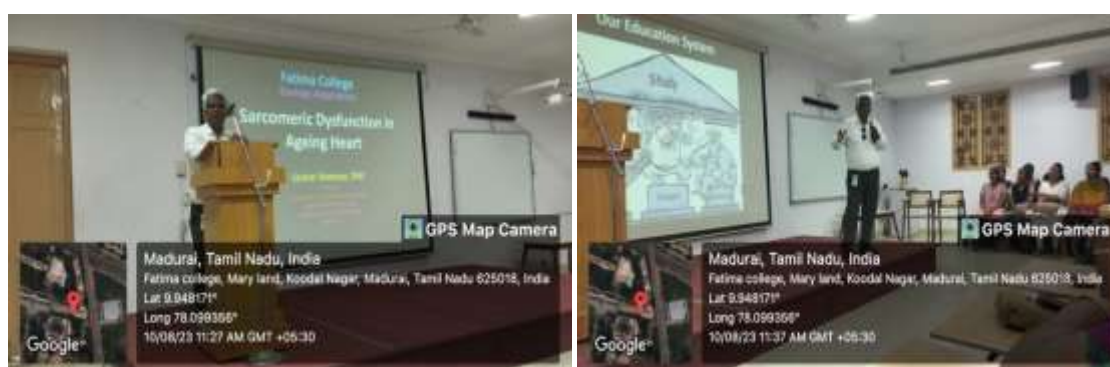 Fatima College
Sarcomeric Dysfunction in
Ageing Heart
GPS Map Camera
Madurai, Tamil Nadu, India
Fatima college, Mary land, Koodal Nagar, Madurai, Tamil Nadu 625018, India
Lat 9.948171°
Long 78.099356°
10/08/23 11:27 AM GMT +05:30
Google
Our Education System
Study
GPS Map Camera
Madurai, Tamil Nadu, India
Fatima college, Mary land, Koodal Nagar, Madurai, Tamil Nadu 625018, India
Lat 9.948171°
Long 78.099356°
10/08/23 11:37 AM GMT +05:30
Google